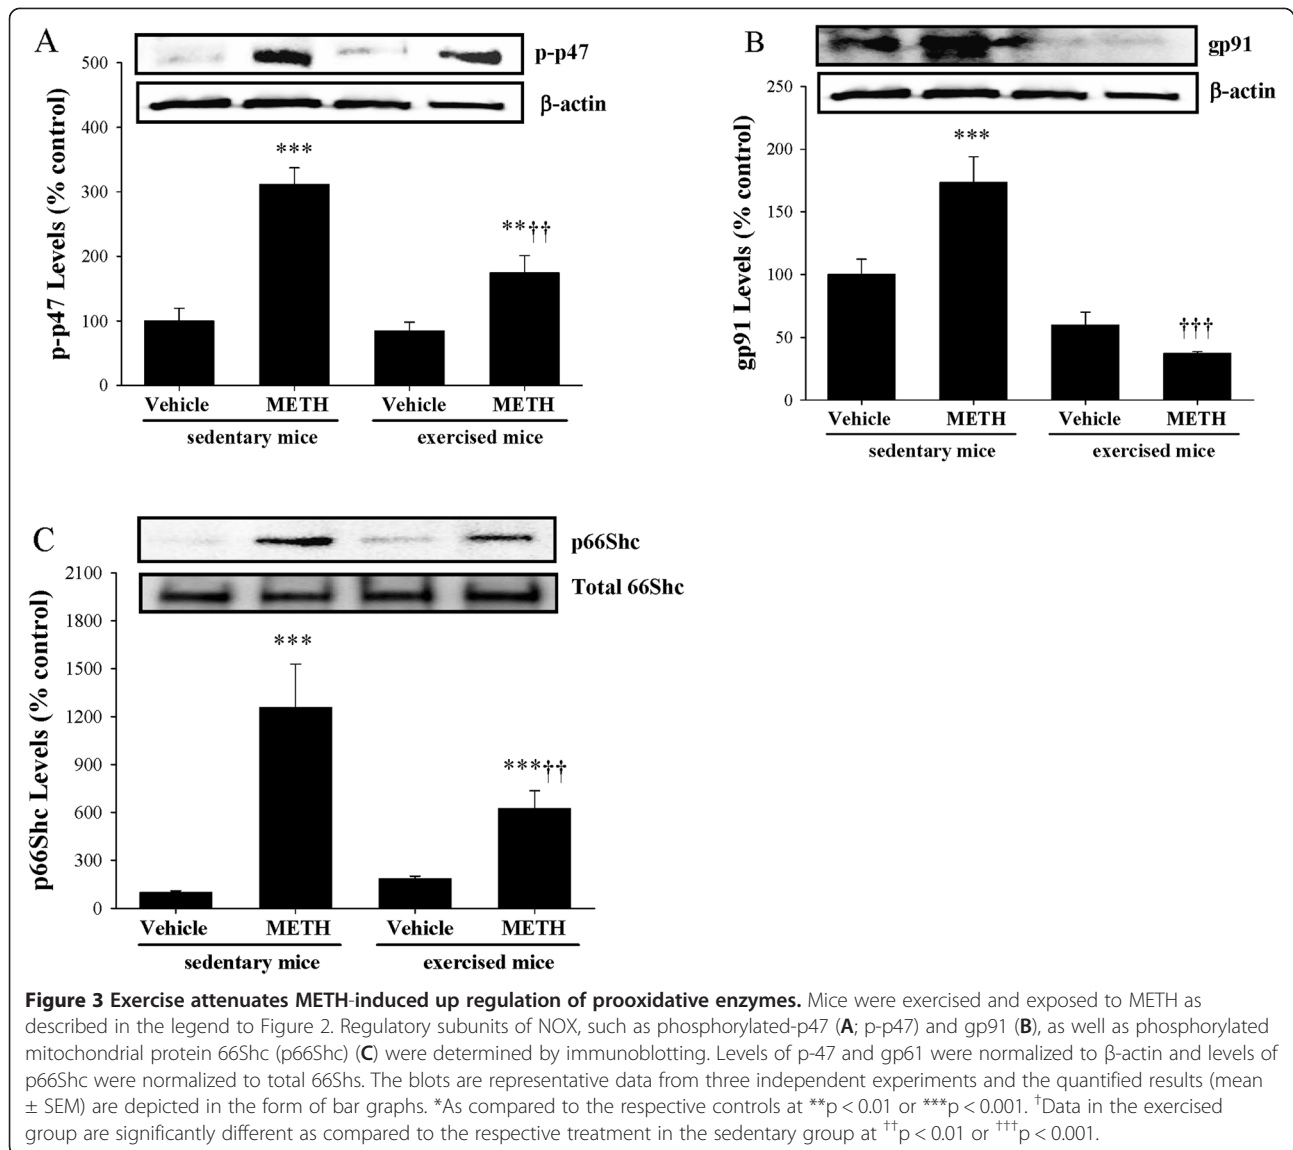 A
p-p47
β-actin
p-p47 Levels (% control)
500
400
300
200
100
0
***
**††
Vehicle METH Vehicle METH
sedentary mice exercised mice
B
gp91
β-actin
gp91 Levels (% control)
250
200
150
100
50
0
***
†††
Vehicle METH Vehicle METH
sedentary mice exercised mice
C
p66Shc
Total 66Shc
p66Shc Levels (% control)
2100
1800
1500
1200
900
600
300
0
***
***††
Vehicle METH Vehicle METH
sedentary mice exercised mice
Figure 3 Exercise attenuates METH-induced up regulation of prooxidative enzymes. Mice were exercised and exposed to METH as
described in the legend to Figure 2. Regulatory subunits of NOX, such as phosphorylated-p47 (A; p-p47) and gp91 (B), as well as phosphorylated
mitochondrial protein 66Shc (p66Shc) (C) were determined by immunoblotting. Levels of p-47 and gp61 were normalized to β-actin and levels of
p66Shc were normalized to total 66Shs. The blots are representative data from three independent experiments and the quantified results (mean
± SEM) are depicted in the form of bar graphs. *As compared to the respective controls at **p < 0.01 or ***p < 0.001. †Data in the exercised
group are significantly different as compared to the respective treatment in the sedentary group at ††p < 0.01 or †††p < 0.001.